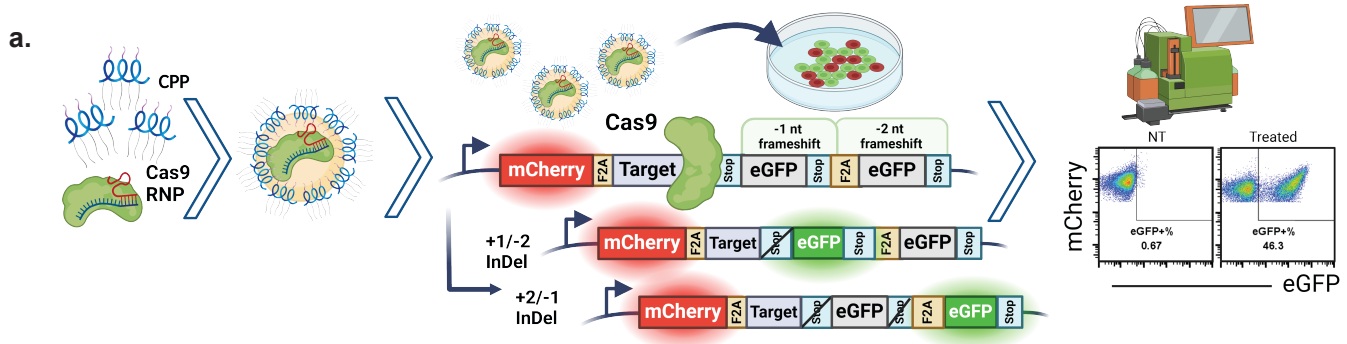 a.
CPP
Cas9
RNP
Cas9
-1 nt
frameshift
-2 nt
frameshift
mCherry F2A Target Stop eGFP Stop F2A eGFP Stop
+1/-2
InDel
mCherry F2A Target Stop eGFP Stop F2A eGFP Stop
+2/-1
InDel
mCherry F2A Target Stop eGFP Stop F2A eGFP Stop
NT
Treated
mCherry
eGFP+%
0.67
eGFP+%
46.3
eGFP